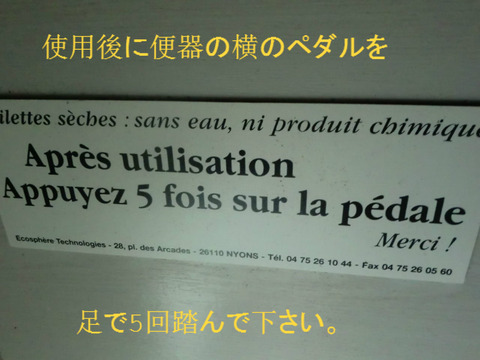 使用後に便器の横のペダルを
ilettes sèches : sans eau, ni produit chimique
Après utilisation
Appuyez 5 fois sur la pédale
Merci !
Ecosphère Technologies - 28, pl. des Arcades - 26110 NYONS - Tél. 04 75 26 10 44 - Fax 04 75 26 05 60
足で5回踏んで下さい。